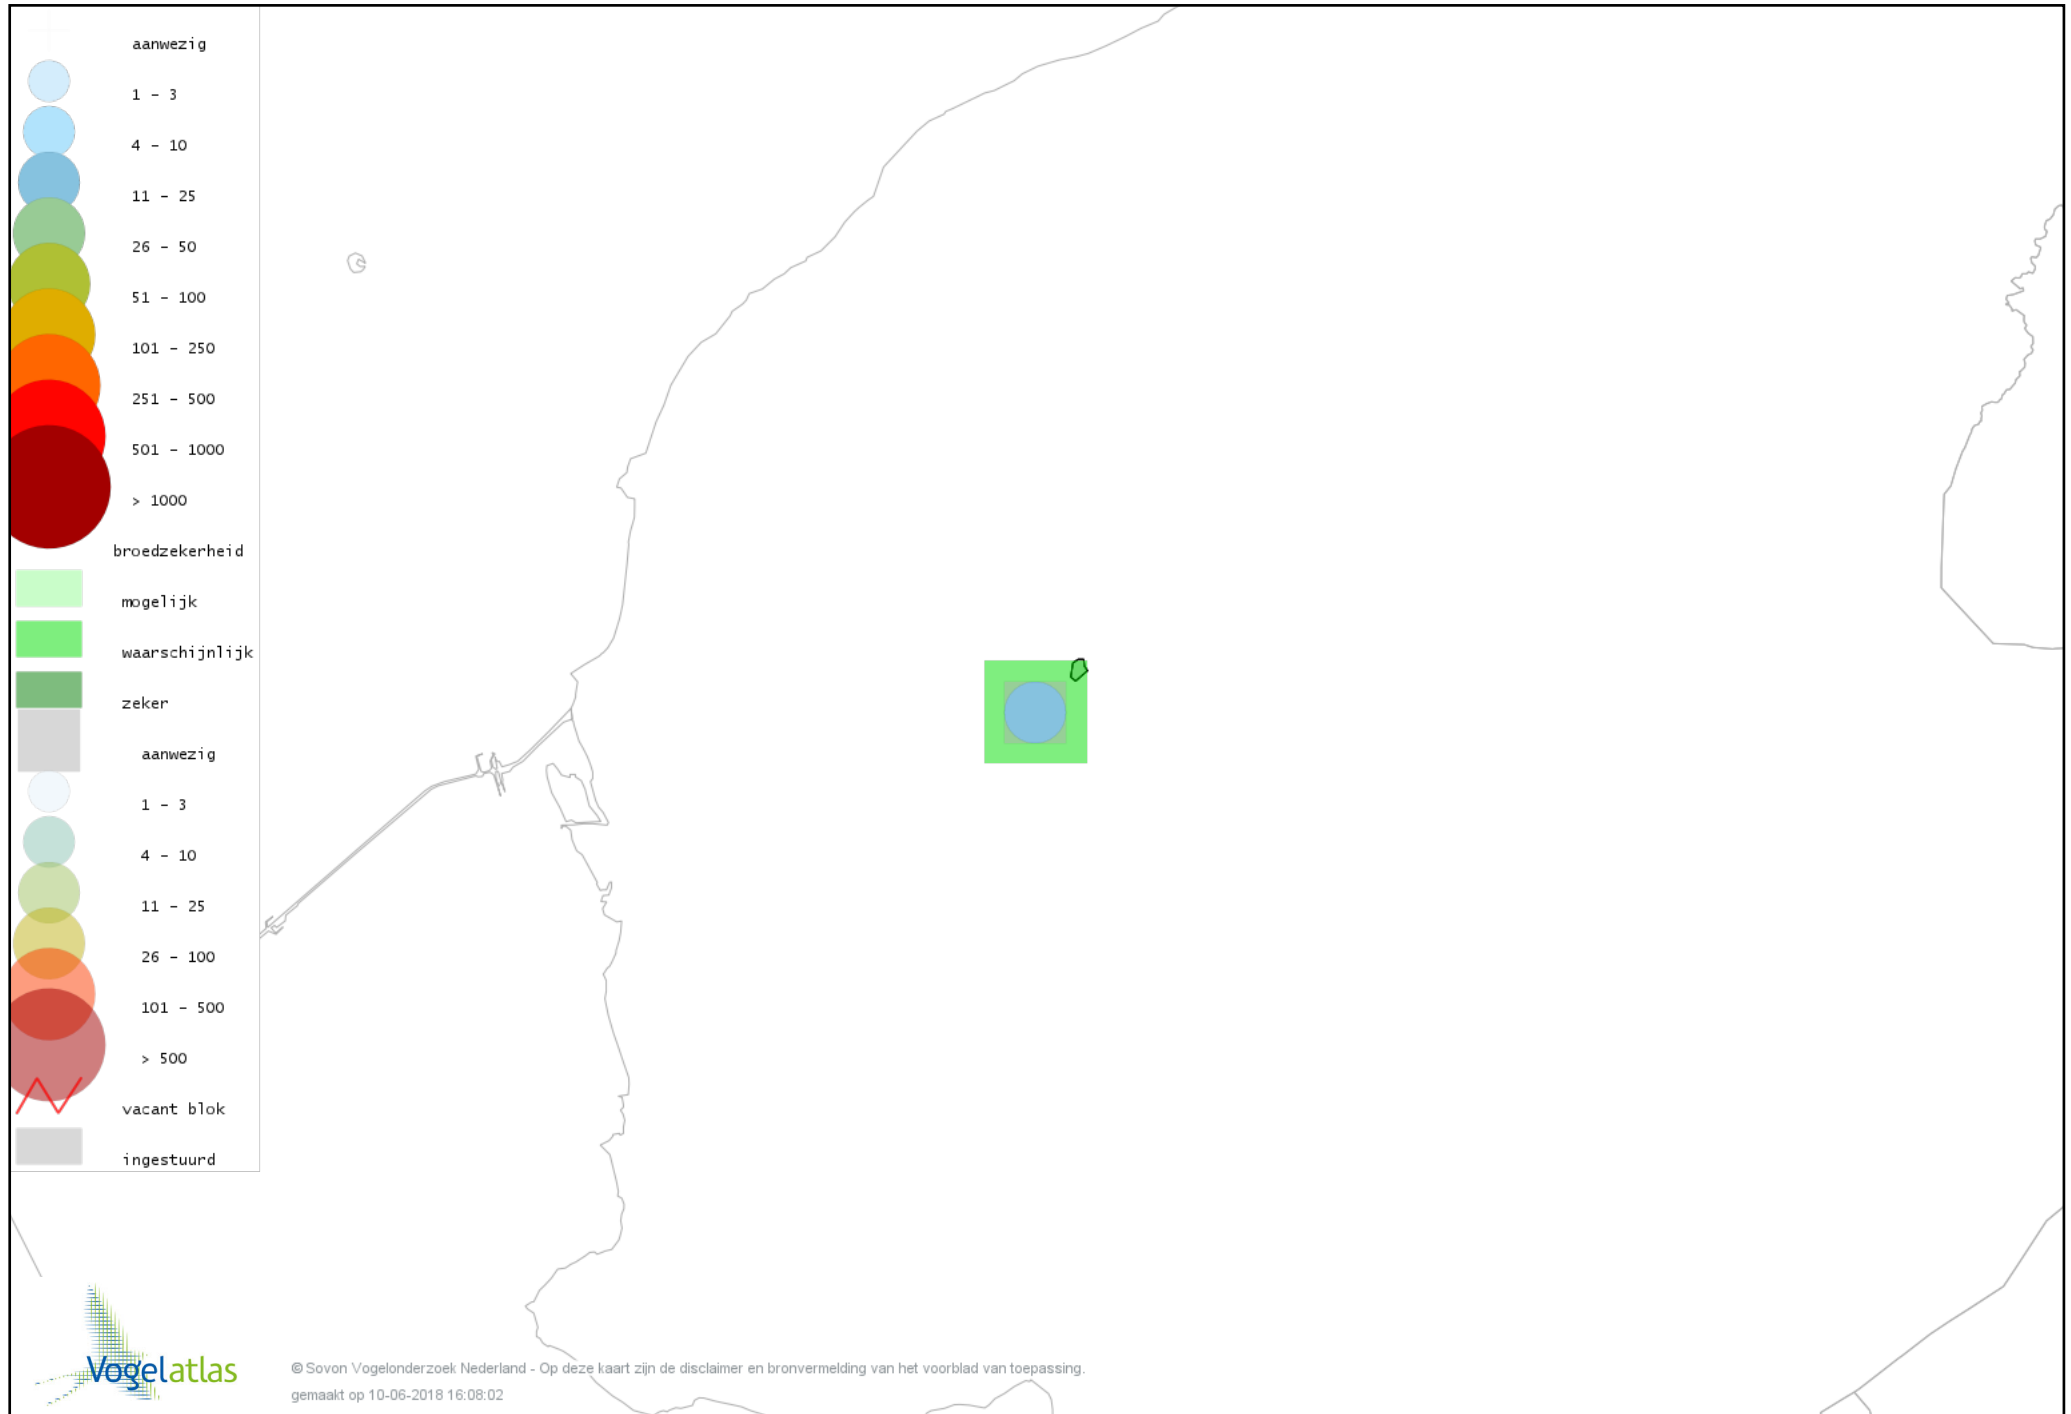 aanwezig
1 - 3
4 - 10
11 - 25
26 - 50
51 - 100
101 - 250
251 - 500
501 - 1000
> 1000
broedzekerheid
mogelijk
waarschijnlijk
zeker
aanwezig
1 - 3
4 - 10
11 - 25
26 - 100
101 - 500
> 500
vacant blok
ingestuurd
Vogelatlas
© Sovon Vogelonderzoek Nederland - Op deze kaart zijn de disclaimer en bronvermelding van het voorblad van toepassing.
gemaakt op 10-06-2018 16:08:02